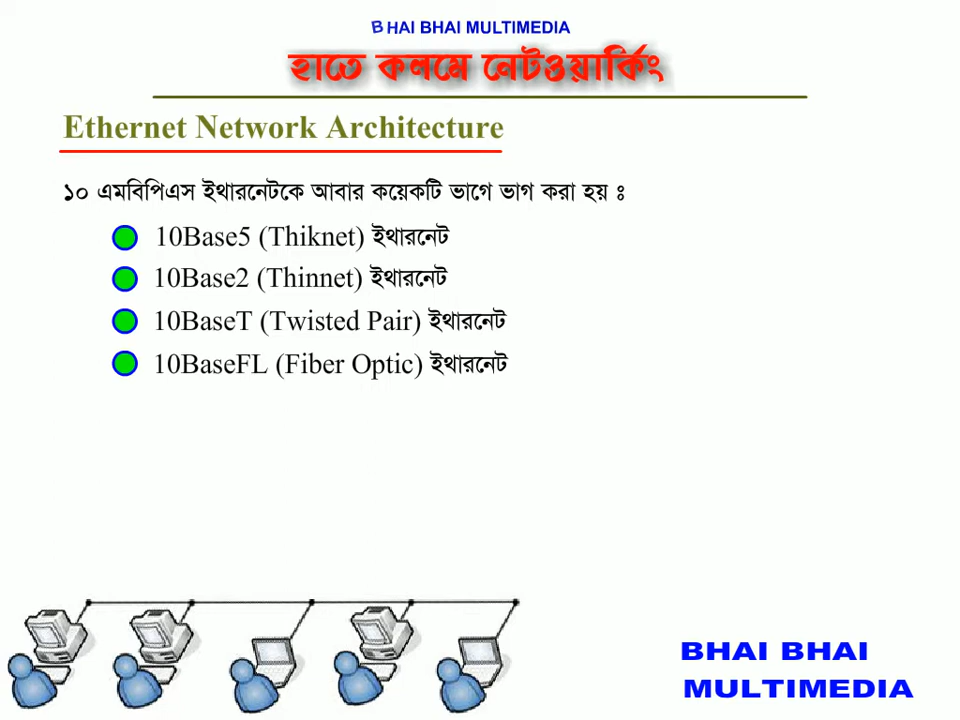 BHAI BHAI MULTIMEDIA
হাতে কলমে নেটওয়ার্কিং
Ethernet Network Architecture
১০ এমবিপিএস ইথারনেটকে আবার কয়েকটি ভাগে ভাগ করা হয় ঃ
10Base5 (Thiknet) ইথারনেট
10Base2 (Thinnet) ইথারনেট
10BaseT (Twisted Pair) ইথারনেট
10BaseFL (Fiber Optic) ইথারনেট
BHAI BHAI
MULTIMEDIA